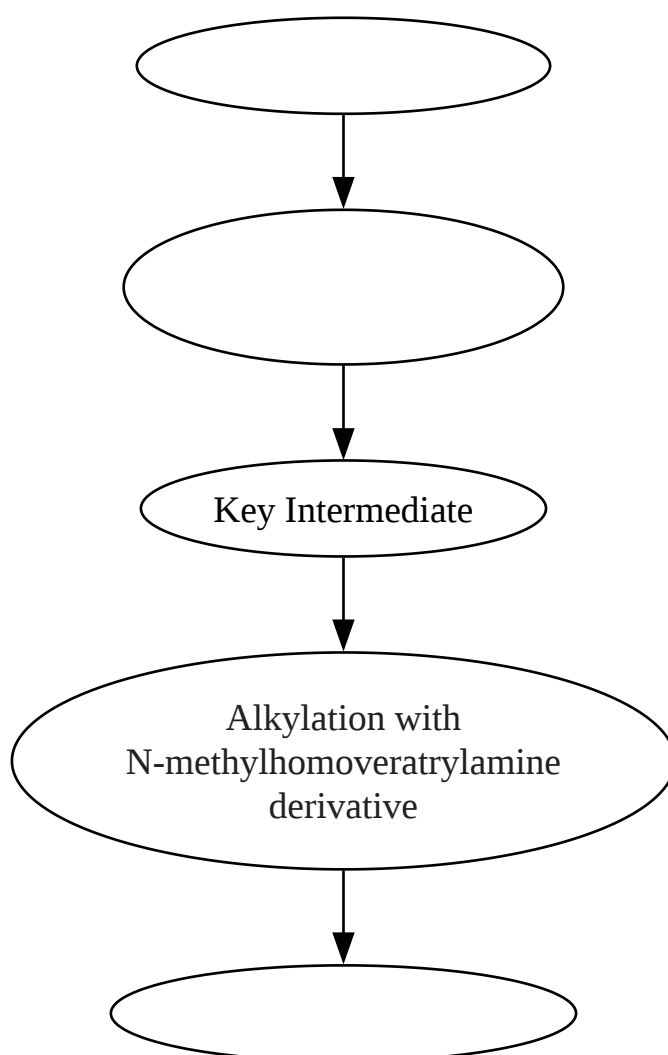 Key Intermediate
Alkylation with
N-methylhomoveratrylamine
derivative